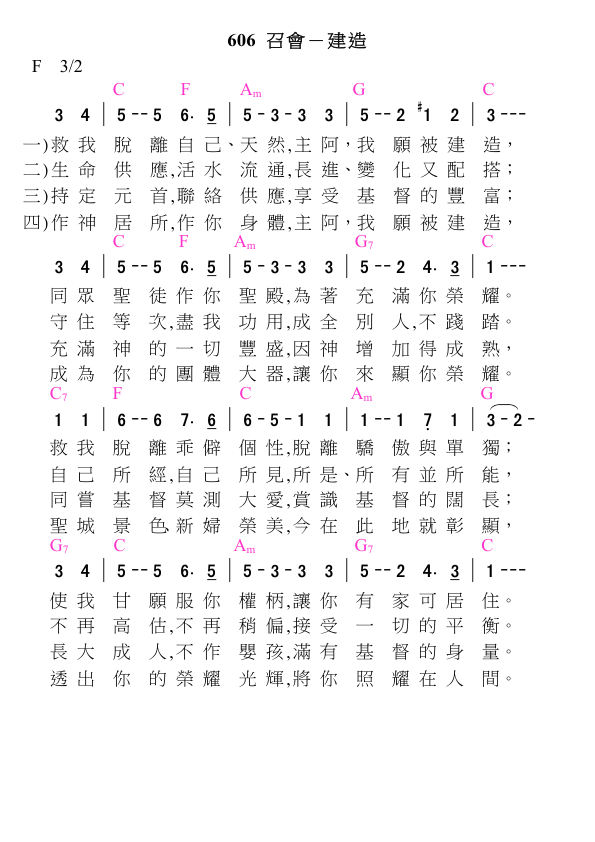 606 召會－建造
F 3/2
C F Am G C
3 4 | 5 -- 5 6· 5 | 5 - 3 - 3 3 | 5 -- 2 #1 2 | 3 ---
一)救我 脫 離自己、天 然,主阿，我 願被建 造，
二)生命 供 應,活水 流 通,長進、變 化又配 搭；
三)持定 元 首,聯絡 供 應,享受 基 督的豐 富；
四)作神 居 所,作你 身 體,主阿，我 願被建 造，
C F Am G7 C
3 4 | 5 -- 5 6· 5 | 5 - 3 - 3 3 | 5 -- 2 4· 3 | 1 ---
同眾 聖 徒作你 聖 殿,為著 充 滿你榮 耀。
守住 等 次,盡我 功 用,成全 別 人,不踐 踏。
充滿 神 的一切 豐 盛,因神 增 加得成 熟，
成為 你 的團體 大 器,讓你 來 顯你榮 耀。
C7 F C Am G
1 1 | 6 -- 6 7· 6 | 6 - 5 - 1 1 | 1 -- 1 7̣ 1 | 3 - 2 -
救我 脫 離乖僻 個 性,脫離 驕 傲與單 獨；
自己 所 經,自己 所 見,所是、所 有並所 能，
同嘗 基 督莫測 大 愛,賞識 基 督的闊 長；
聖城 景 色、新婦 榮 美,今在 此 地就彰 顯，
G7 C Am G7 C
3 4 | 5 -- 5 6· 5 | 5 - 3 - 3 3 | 5 -- 2 4· 3 | 1 ---
使我 甘 願服你 權 柄,讓你 有 家可居 住。
不再 高 估,不再 稍 偏,接受 一 切的平 衡。
長大 成 人,不作 嬰 孩,滿有 基 督的身 量。
透出 你 的榮耀 光 輝,將你 照 耀在人 間。